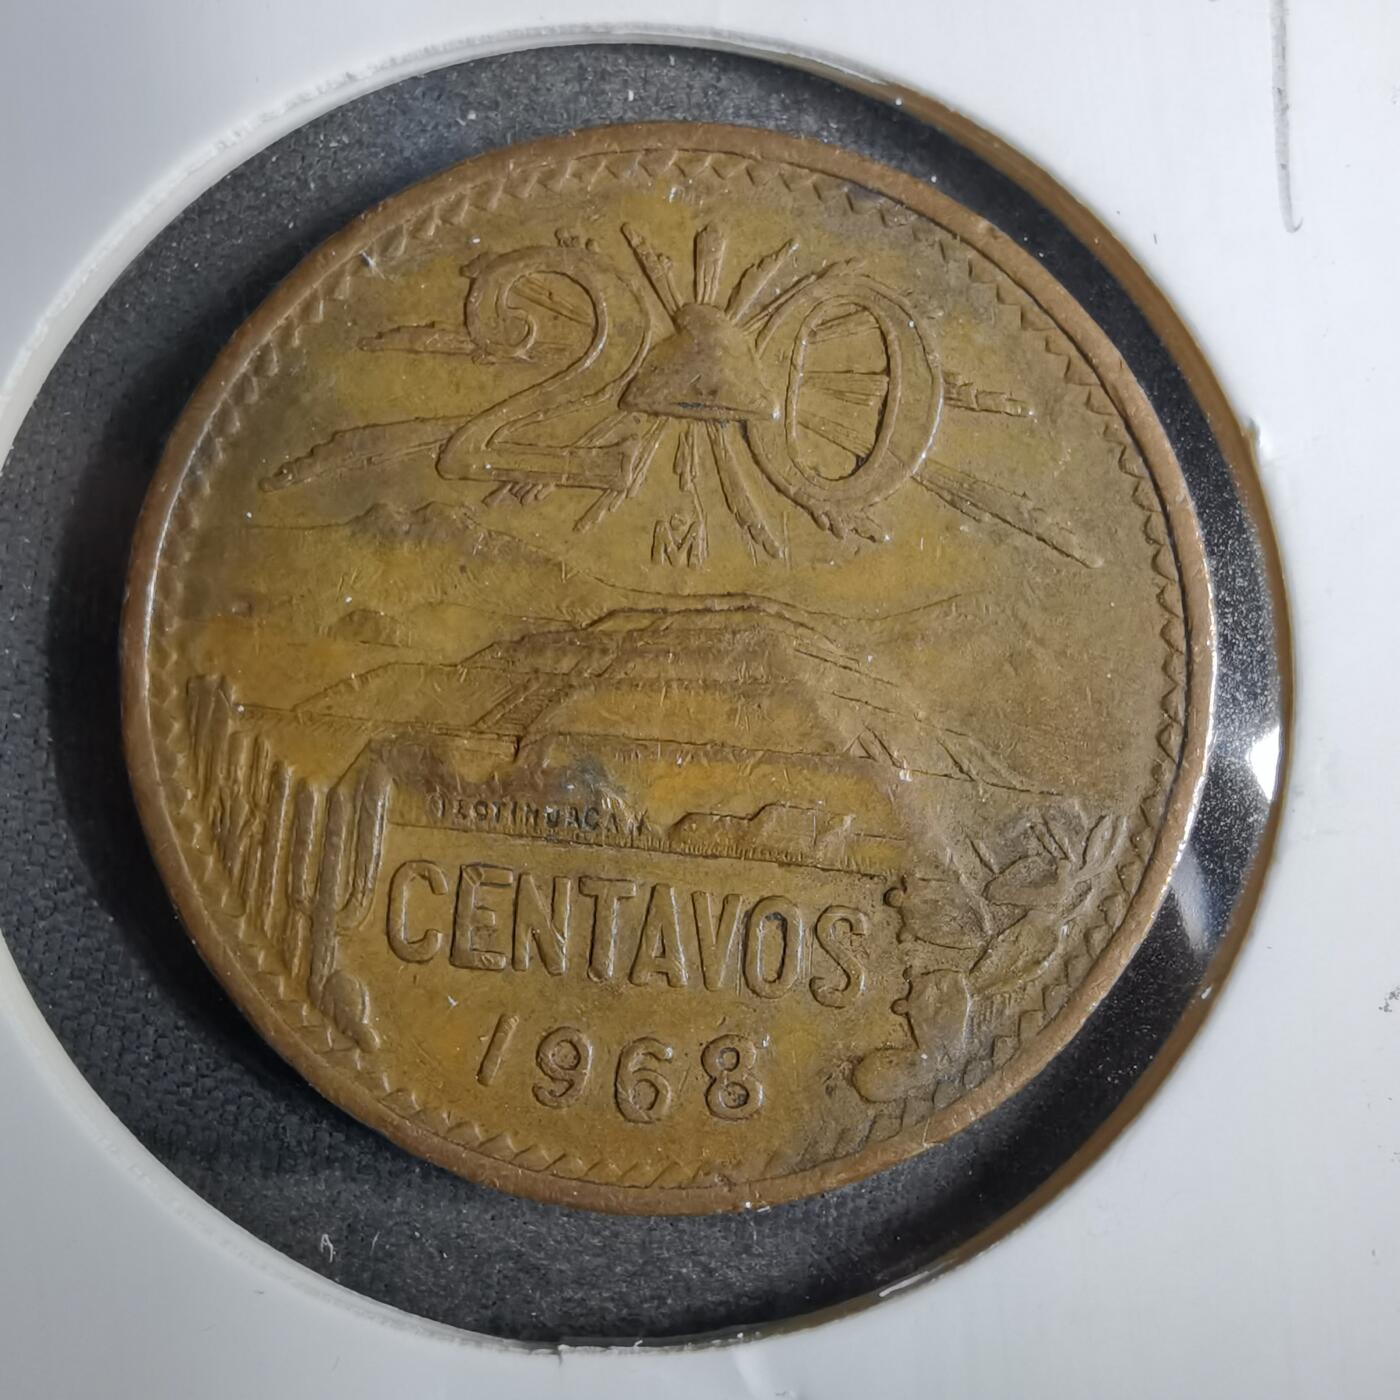 20
M̊
TEOTIHUACAN
CENTAVOS
1968